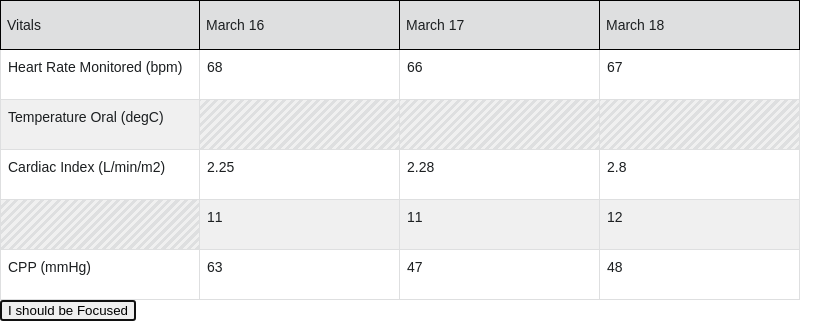 Vitals March 16 March 17 March 18
Heart Rate Monitored (bpm) 68 66 67
Temperature Oral (degC)
Cardiac Index (L/min/m2) 2.25 2.28 2.8
11 11 12
CPP (mmHg) 63 47 48
I should be Focused